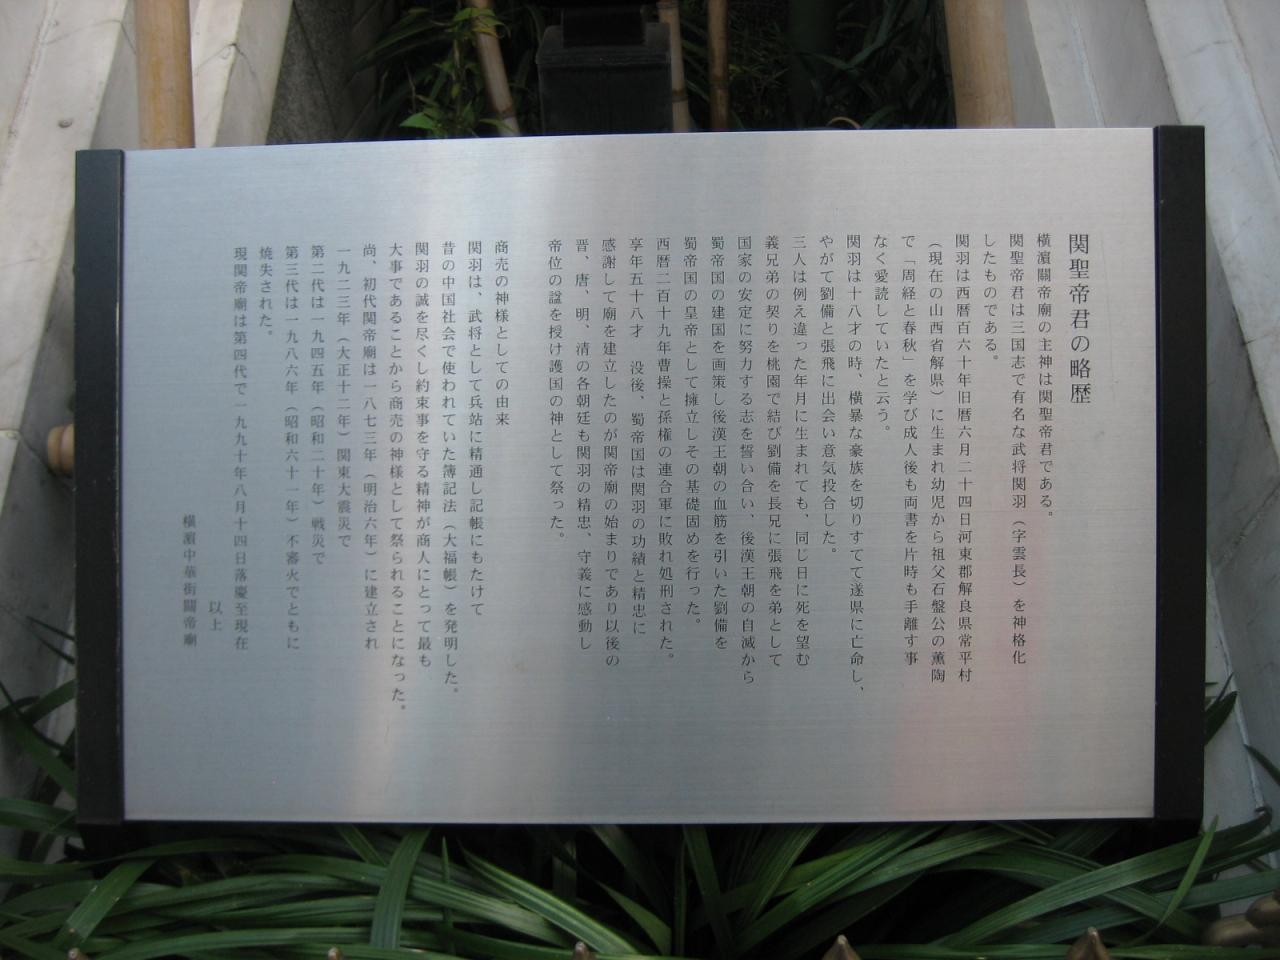 関聖帝君の略歴
横濵關帝廟の主神は関聖帝君である。
関聖帝君は三国志で有名な武将関羽（字雲長）を神格化
したものである。
関羽は西暦百六十年旧暦六月二十四日河東郡解良県常平村
（現在の山西省解県）に生まれ幼児から祖父石盤公の薫陶
で「周経と春秋」を学び成人後も両書を片時も手離す事
なく愛読していたと云う。
関羽は十八才の時、横暴な豪族を切りすてて遂県に亡命し、
やがて劉備と張飛に出会い意気投合した。
三人は例え違った年月に生まれても、同じ日に死を望む
義兄弟の契りを桃園で結び劉備を長兄に張飛を弟として
国家の安定に努力する志を誓い合い、後漢王朝の自滅から
蜀帝国の建国を画策し後漢王朝の血筋を引いた劉備を
蜀帝国の皇帝として擁立しその基礎固めを行った。
西暦二百十九年曹操と孫権の連合軍に敗れ処刑された。
享年五十八才　没後、蜀帝国は関羽の功績と精忠に
感謝して廟を建立したのが関帝廟の始まりであり以後の
晋、唐、明、清の各朝廷も関羽の精忠、守義に感動し
帝位の諡を授け護国の神として祭った。
商売の神様としての由来
関羽は、武将として兵站に精通し記帳にもたけて
昔の中国社会で使われていた簿記法（大福帳）を発明した。
関羽の誠を尽くし約束事を守る精神が商人にとって最も
大事であることから商売の神様として祭られることになった。
尚、初代関帝廟は一八七三年（明治六年）に建立され
一九二三年（大正十二年）関東大震災で
第二代は一九四五年（昭和二十年）戦災で
第三代は一九八六年（昭和六十一年）不審火でともに
焼失された。
現関帝廟は第四代で一九九十年八月十四日落慶至現在
以上
横濵中華街關帝廟